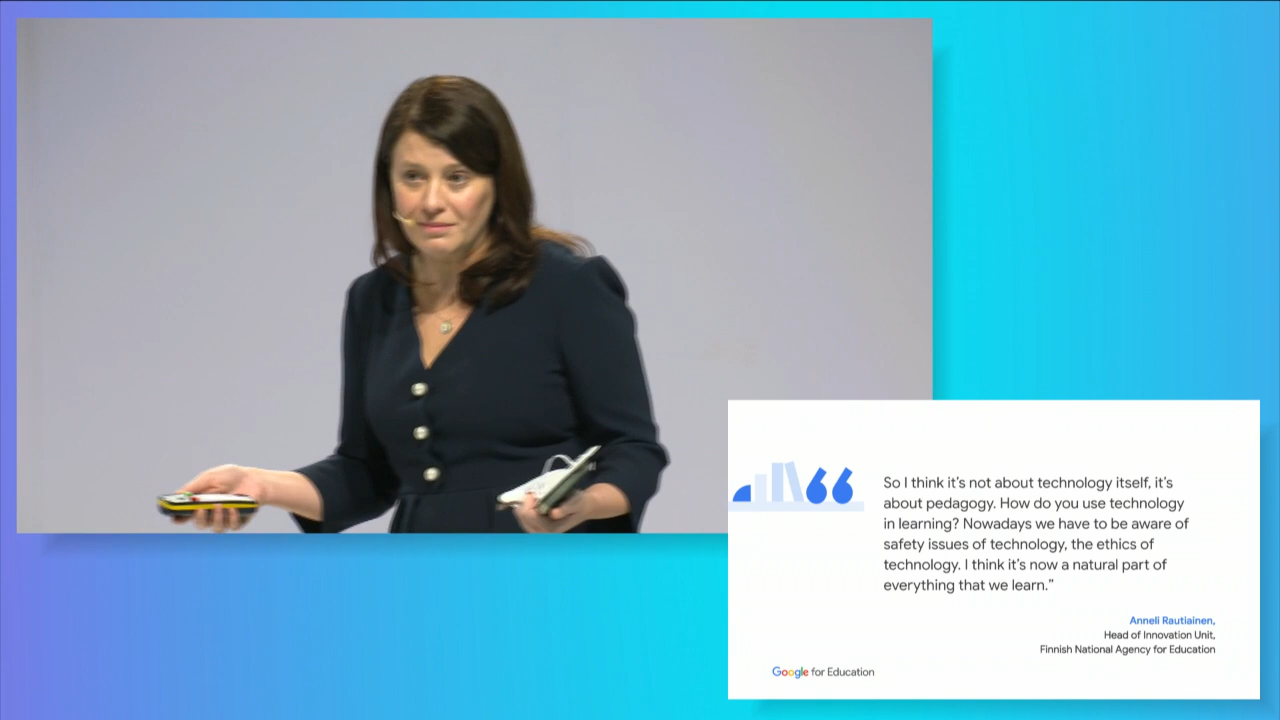 So I think it's not about technology itself, it's
about pedagogy. How do you use technology
in learning? Nowadays we have to be aware of
safety issues of technology, the ethics of
technology. I think it's now a natural part of
everything that we learn.”
Anneli Rautiainen,
Head of Innovation Unit,
Finnish National Agency for Education
Google for Education